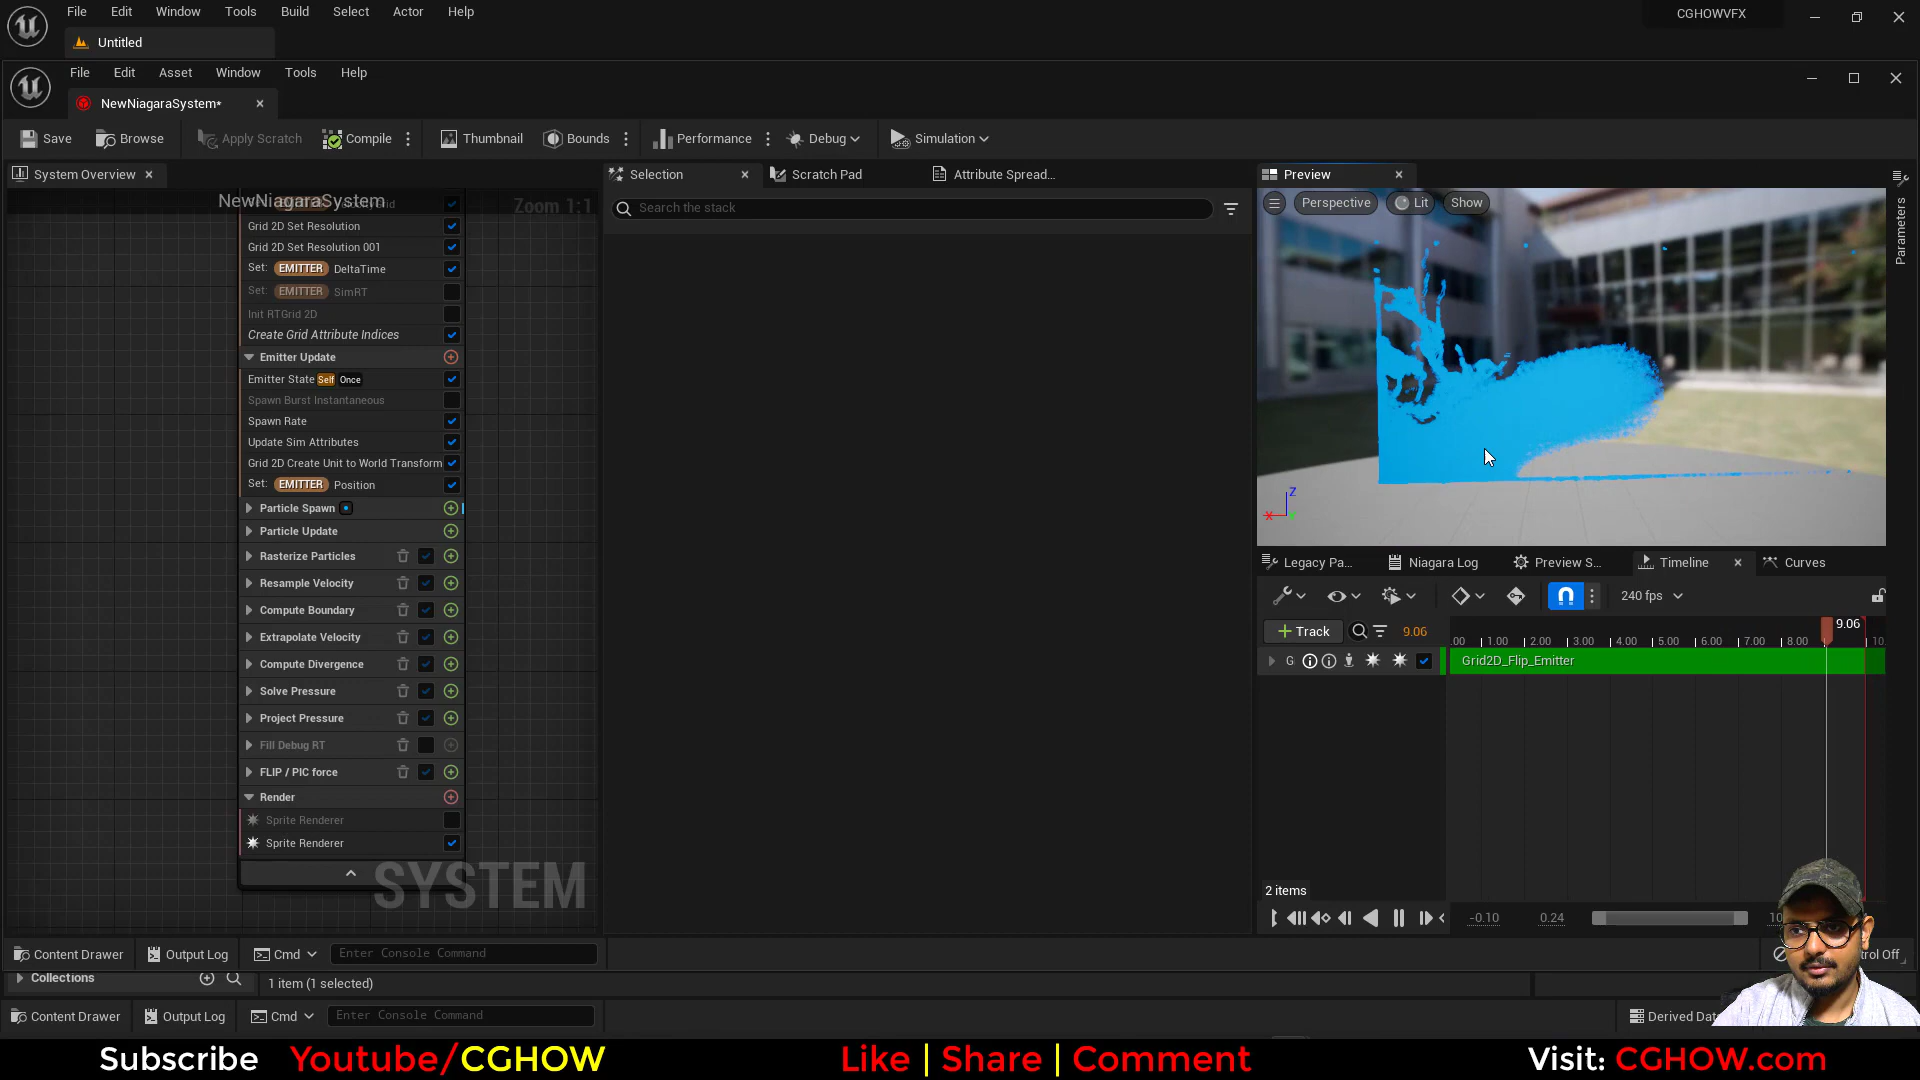 File Edit Window Tools Build Select Actor Help
CGHOWVFX
Untitled
File Edit Asset Window Tools Help
NewNiagaraSystem*
Save Browse Apply Scratch Compile Thumbnail Bounds Performance Debug Simulation
System Overview
Selection Scratch Pad Attribute Spread...
Preview
Parameters
NewNiagaraSystem
Zoom 1:1
Search the stack
Perspective Lit Show
Grid 2D Set Resolution
Grid 2D Set Resolution 001
Set: EMITTER DeltaTime
Set: EMITTER SimRT
Init RTGrid 2D
Create Grid Attribute Indices
Emitter Update
Emitter State Self Once
Spawn Burst Instantaneous
Spawn Rate
Update Sim Attributes
Grid 2D Create Unit to World Transform
Set: EMITTER Position
Particle Spawn
Particle Update
Rasterize Particles
Resample Velocity
Compute Boundary
Extrapolate Velocity
Compute Divergence
Solve Pressure
Project Pressure
Fill Debug RT
FLIP / PIC force
Render
Sprite Renderer
Sprite Renderer
SYSTEM
Z
X
Y
Legacy Pa... Niagara Log Preview S... Timeline Curves
240 fps
Track 9.06
9.06
.00 1.00 2.00 3.00 4.00 5.00 6.00 7.00 8.00 10.
G Grid2D_Flip_Emitter
2 items
-0.10 0.24 10
Content Drawer Output Log Cmd Enter Console Command
trol Off
Collections
1 item (1 selected)
Content Drawer Output Log Cmd Enter Console Command
Derived Dat
Subscribe Youtube/CGHOW Like | Share | Comment Visit: CGHOW.com